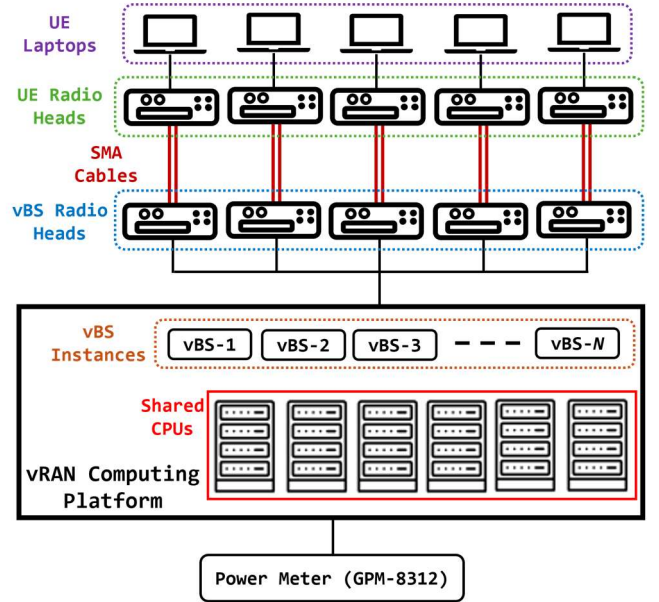 UE
Laptops
UE Radio
Heads
SMA
Cables
vBS Radio
Heads
vBS
Instances
vBS-1
vBS-2
vBS-3
vBS-N
Shared
CPUs
vRAN Computing
Platform
Power Meter (GPM-8312)